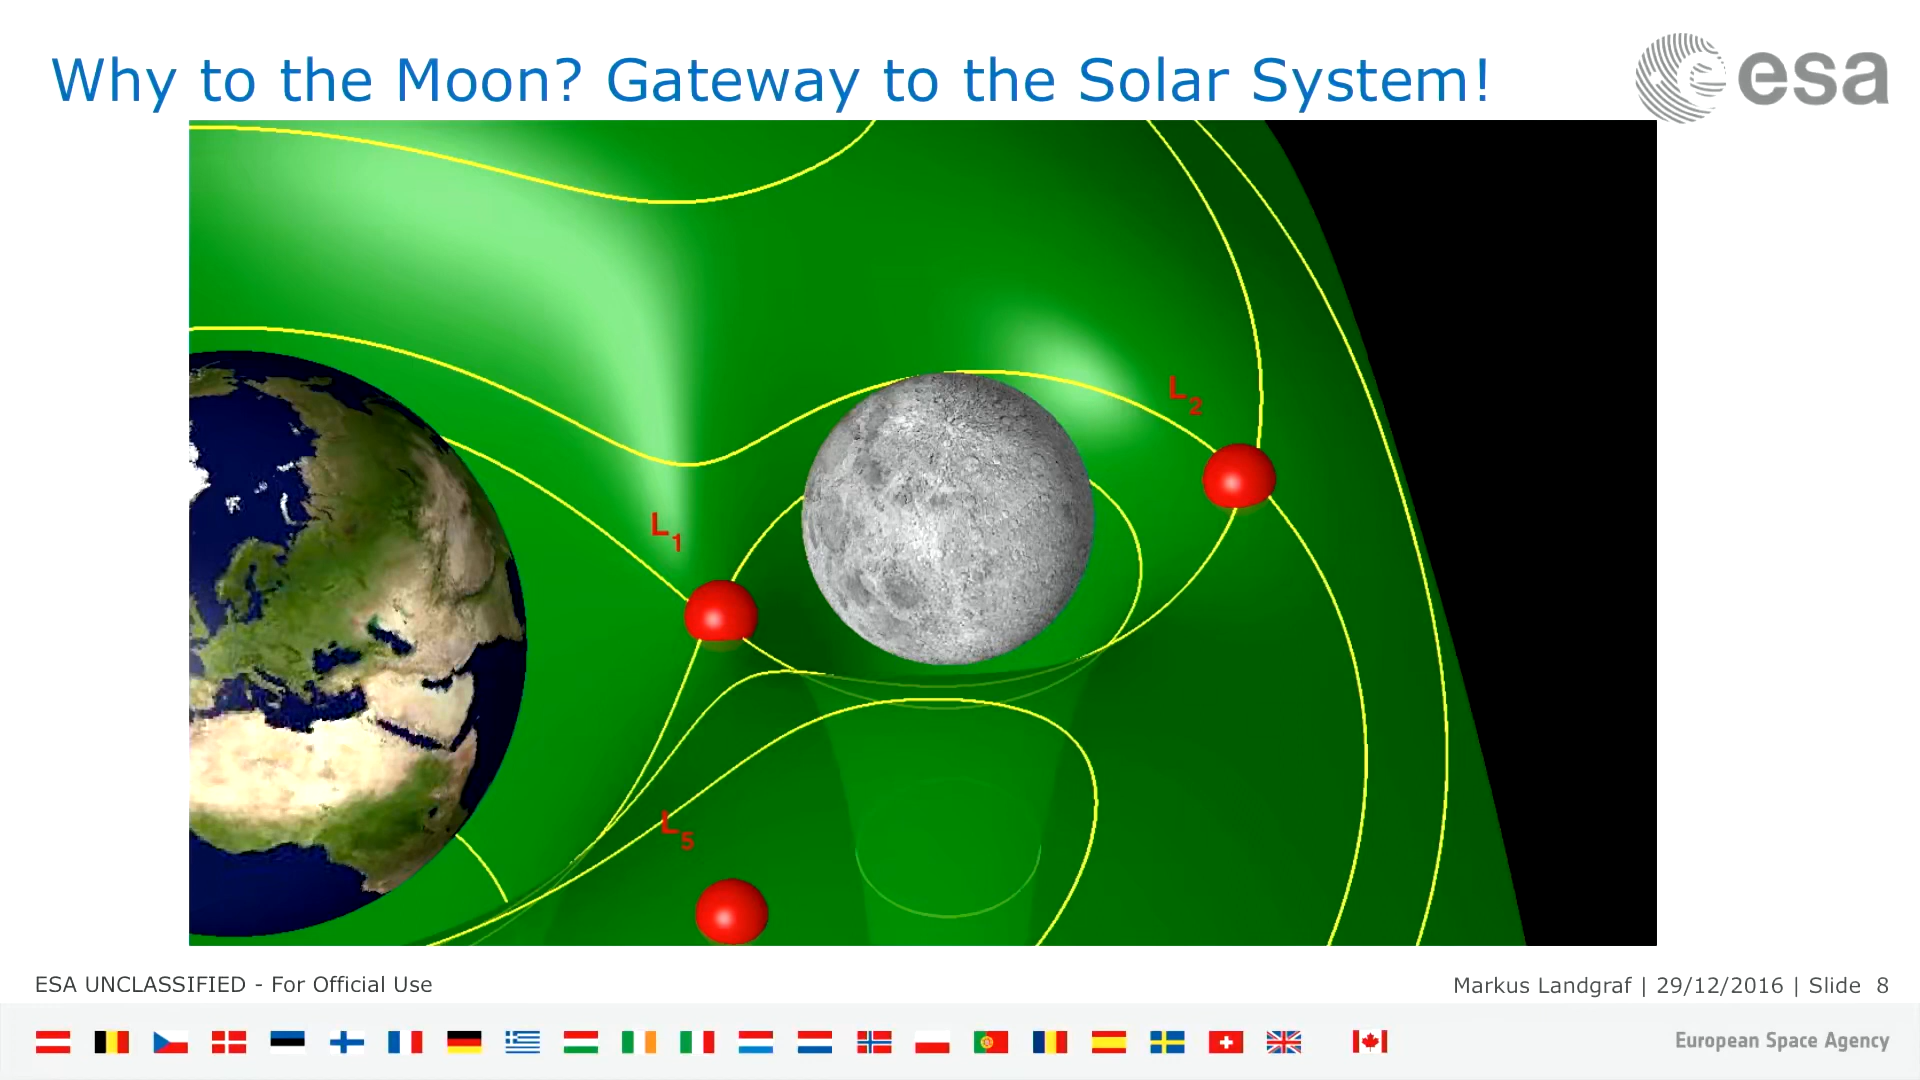 Why to the Moon? Gateway to the Solar System!
esa
L2
L1
L5
ESA UNCLASSIFIED - For Official Use
Markus Landgraf | 29/12/2016 | Slide 8
European Space Agency